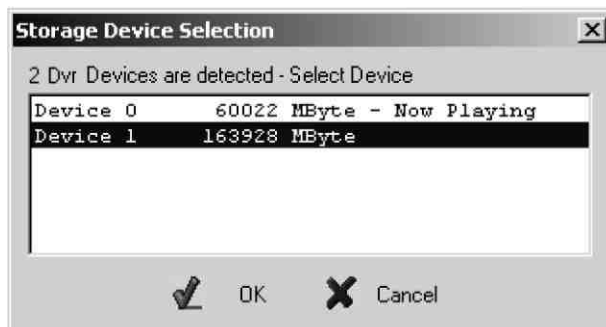 Storage Device Selection
2 Dvr Devices are detected - Select Device
Device 0 60022 MByte - Now Playing
Device 1 163928 MByte
OK Cancel